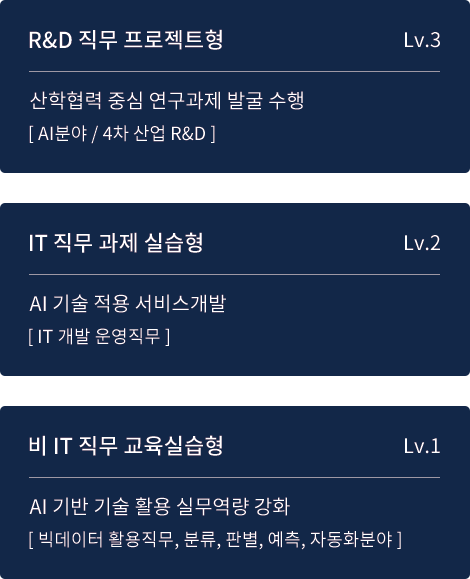 R&D 직무 프로젝트형 Lv.3
산학협력 중심 연구과제 발굴 수행
[ AI분야 / 4차 산업 R&D ]
IT 직무 과제 실습형 Lv.2
AI 기술 적용 서비스개발
[ IT 개발 운영직무 ]
비 IT 직무 교육실습형 Lv.1
AI 기반 기술 활용 실무역량 강화
[ 빅데이터 활용직무, 분류, 판별, 예측, 자동화분야 ]